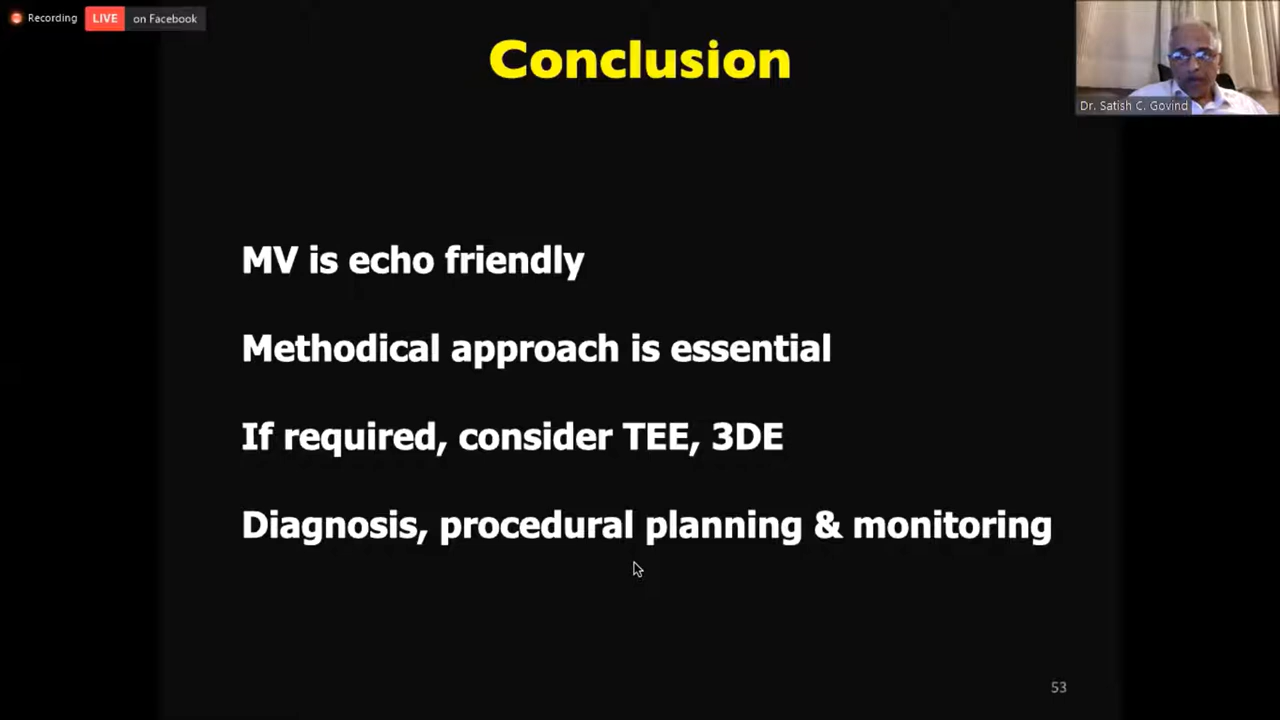 Recording LIVE on Facebook
Conclusion
Dr. Satish C. Govind
MV is echo friendly
Methodical approach is essential
If required, consider TEE, 3DE
Diagnosis, procedural planning & monitoring
53